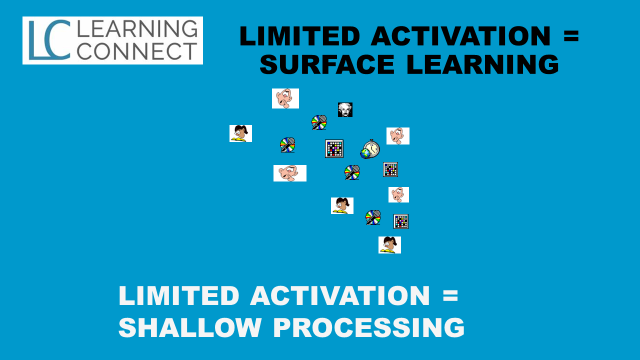 LEARNING
CONNECT
LC
LIMITED ACTIVATION =
SURFACE LEARNING
LIMITED ACTIVATION =
SHALLOW PROCESSING